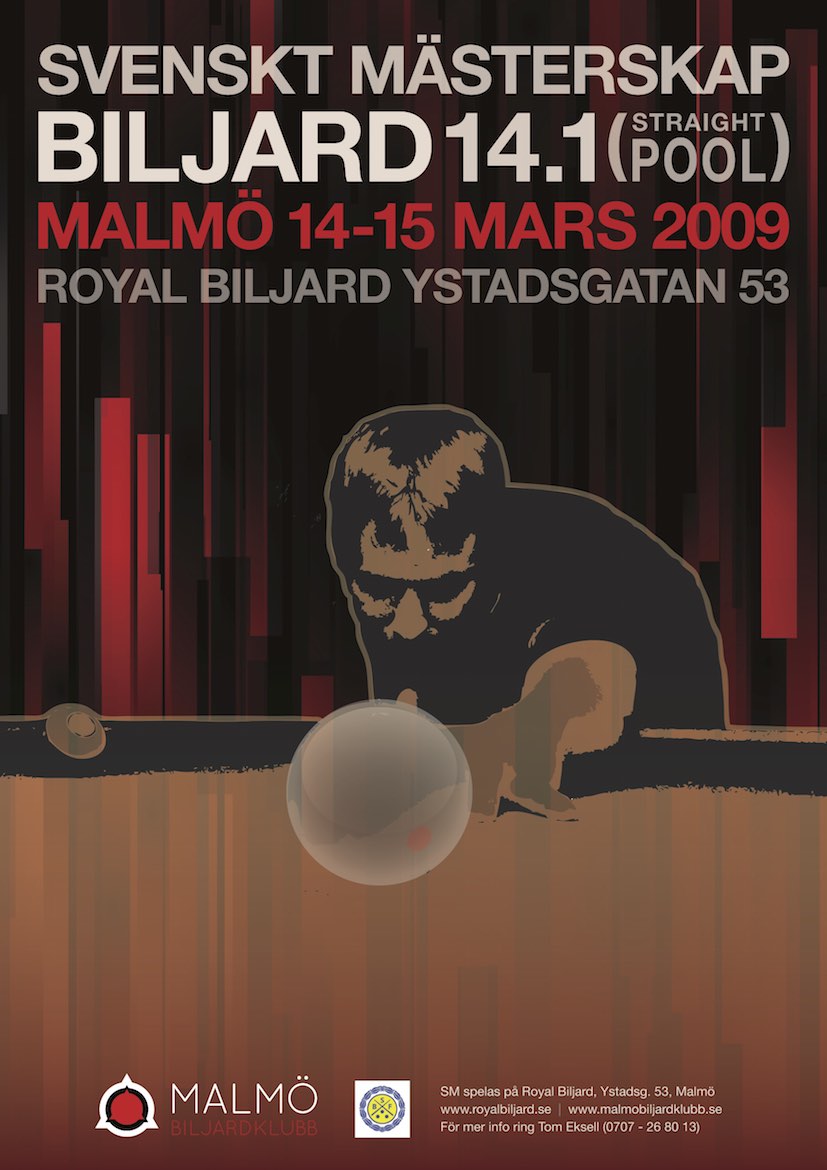 SVENSKT MÄSTERSKAP
BILJARD 14.1 (STRAIGHT POOL)
MALMÖ 14-15 MARS 2009
ROYAL BILJARD YSTADSGATAN 53
MALMÖ
BILJARDKLUBB
B S F
SM spelas på Royal Biljard, Ystadsg. 53, Malmö
www.royalbiljard.se | www.malmobiljardklubb.se
För mer info ring Tom Eksell (0707 - 26 80 13)